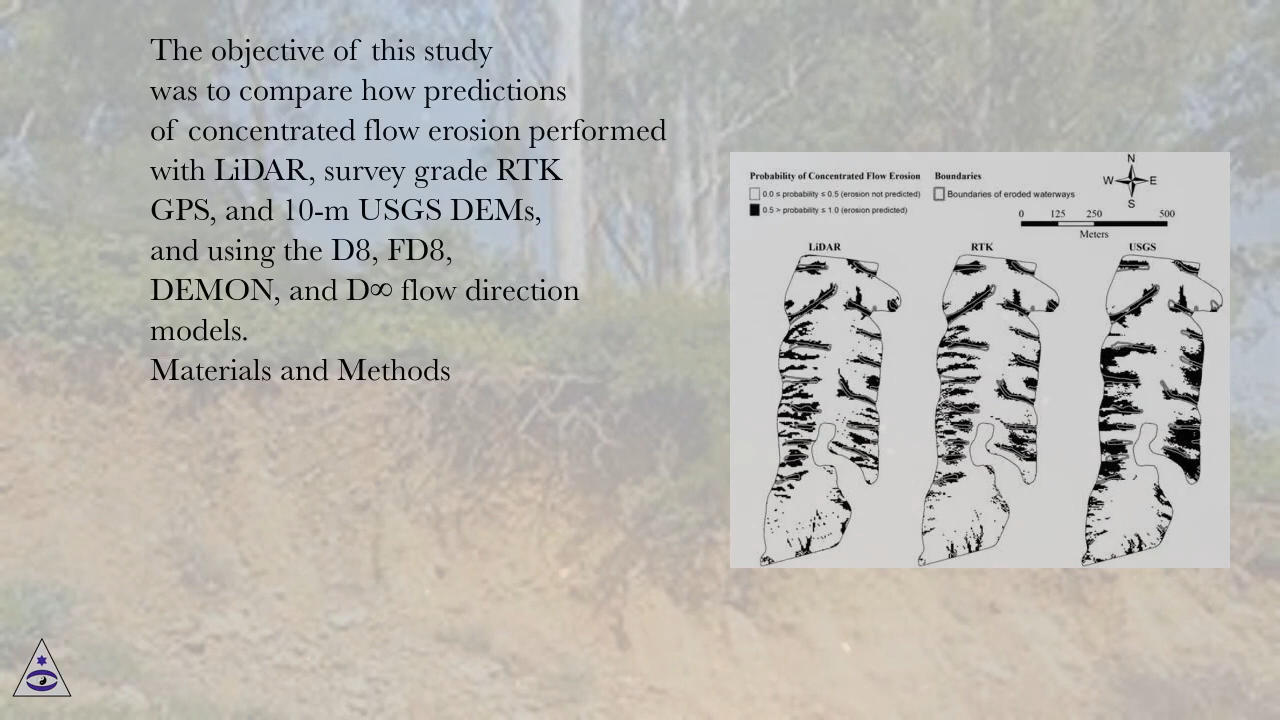 The objective of this study
was to compare how predictions
of concentrated flow erosion performed
with LiDAR, survey grade RTK
GPS, and 10-m USGS DEMs,
and using the D8, FD8,
DEMON, and D∞ flow direction
models.
Materials and Methods
Probability of Concentrated Flow Erosion
0.0 ≤ probability ≤ 0.5 (erosion not predicted)
0.5 > probability ≤ 1.0 (erosion predicted)
Boundaries
Boundaries of eroded waterways
N
W E
S
0 125 250 500
Meters
LiDAR RTK USGS